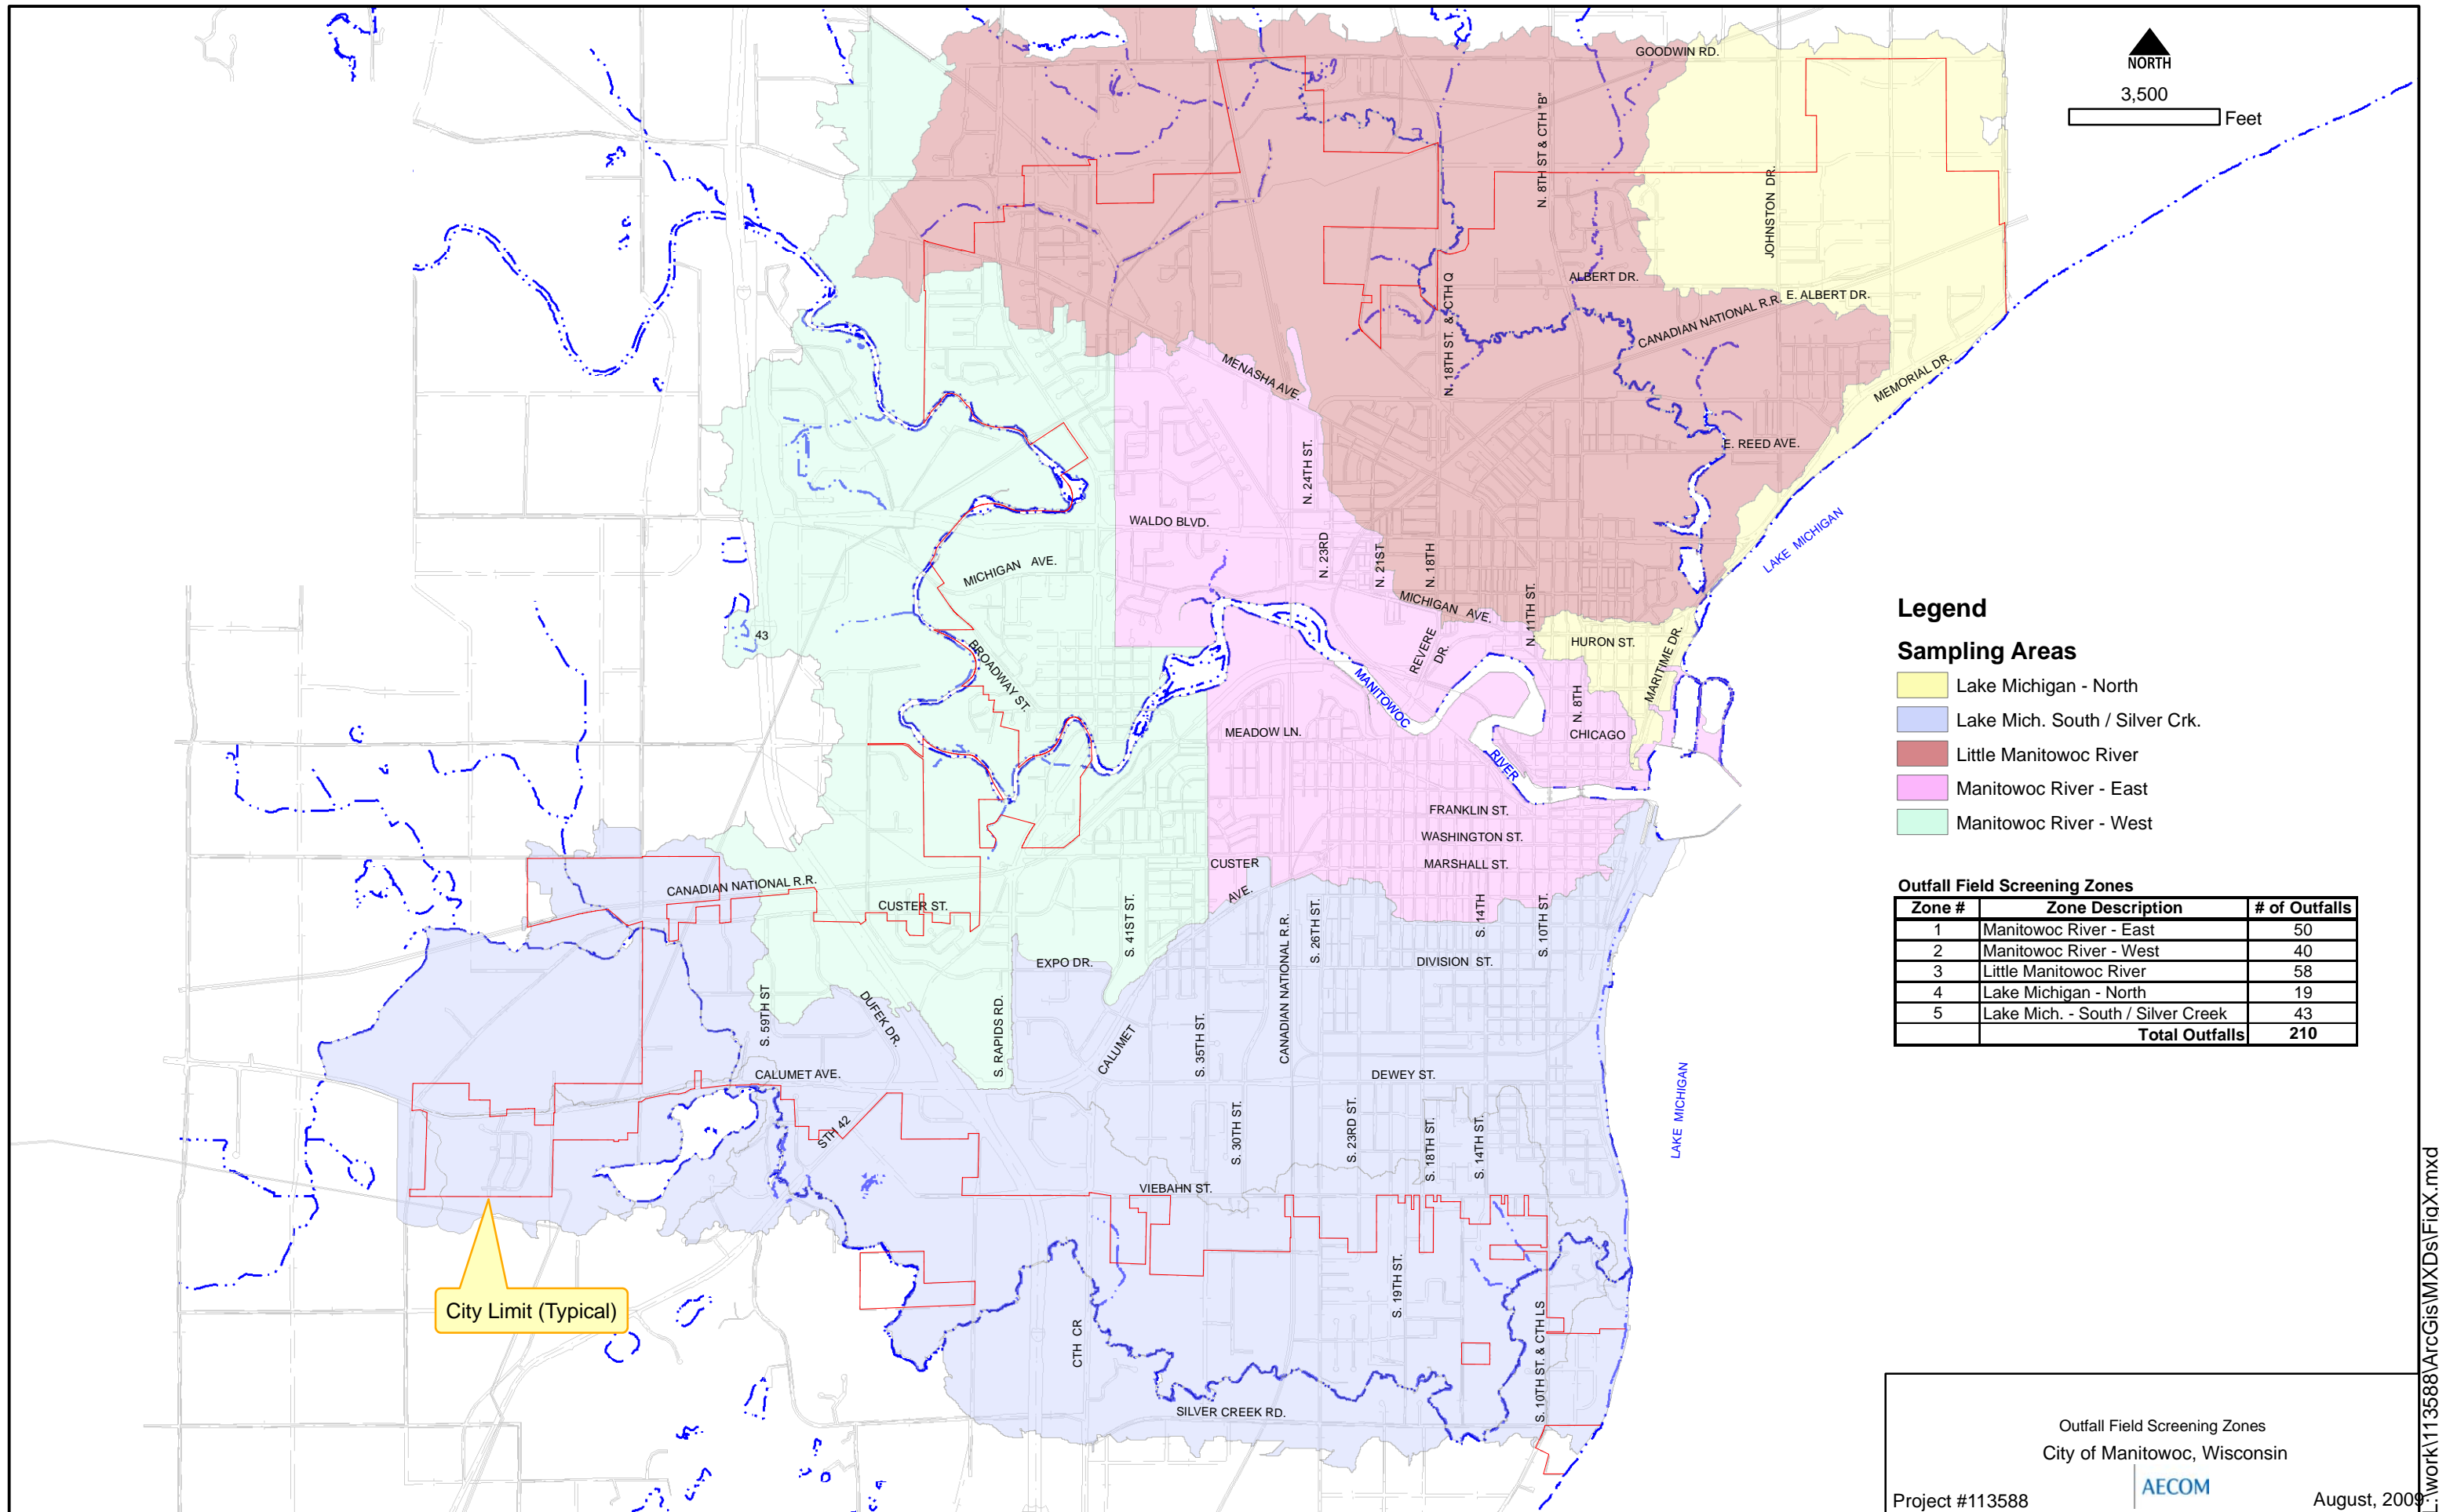 GOODWIN RD.
NORTH
3,500
Feet
N. 8TH ST & CTH "B"
JOHNSTON DR.
ALBERT DR.
E. ALBERT DR.
CANADIAN NATIONAL R.R.
N. 18TH ST. & CTH Q
MENASHA AVE.
MEMORIAL DR.
E. REED AVE.
N. 24TH ST.
WALDO BLVD.
LAKE MICHIGAN
N. 23RD
N. 21ST
N. 18TH
MICHIGAN AVE.
MICHIGAN AVE.
N. 11TH ST.
HURON ST.
MARITIME DR.
REVERE
DR.
43
BROADWAY ST.
MANITOWOC
RIVER
N. 8TH
CHICAGO
MEADOW LN.
FRANKLIN ST.
WASHINGTON ST.
MARSHALL ST.
CUSTER
AVE.
CANADIAN NATIONAL R.R.
CUSTER ST.
S. 41ST ST.
S. 26TH ST.
S. 14TH
S. 10TH ST.
EXPO DR.
DIVISION ST.
S. 59TH ST
DUFEK DR.
S. RAPIDS RD.
CALUMET
S. 35TH ST.
CANADIAN NATIONAL R.R.
CALUMET AVE.
DEWEY ST.
LAKE MICHIGAN
STH 42
S. 30TH ST.
S. 23RD ST.
S. 18TH ST.
S. 14TH ST.
VIEBAHN ST.
City Limit (Typical)
CTH CR
S. 19TH ST.
S. 10TH ST. & CTH LS
SILVER CREEK RD.
Legend
Sampling Areas
Lake Michigan - North
Lake Mich. South / Silver Crk.
Little Manitowoc River
Manitowoc River - East
Manitowoc River - West
Outfall Field Screening Zones
Zone # Zone Description # of Outfalls
1 Manitowoc River - East 50
2 Manitowoc River - West 40
3 Little Manitowoc River 58
4 Lake Michigan - North 19
5 Lake Mich. - South / Silver Creek 43
Total Outfalls 210
Outfall Field Screening Zones
City of Manitowoc, Wisconsin
AECOM
Project #113588
August, 2009
L:\work\113588\ArcGis\MXDs\FigX.mxd